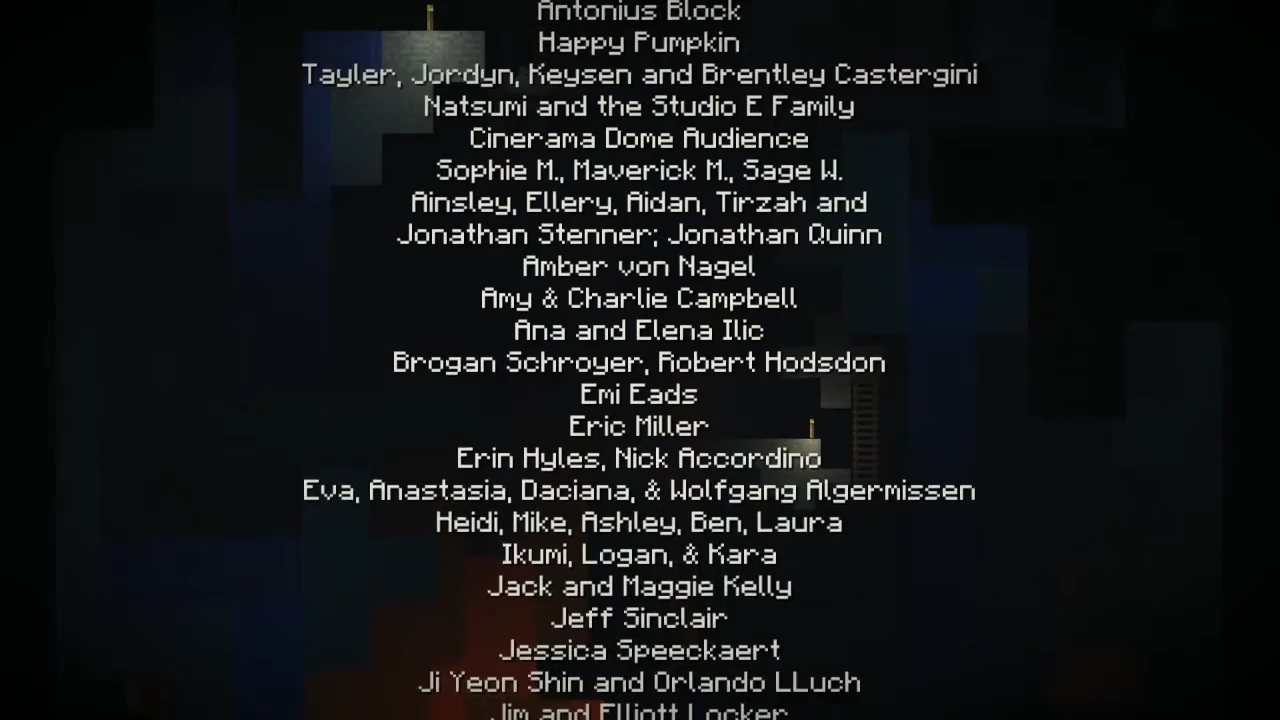 Antonius Block
Happy Pumpkin
Tayler, Jordyn, Keysen and Brentley Castergini
Natsumi and the Studio E Family
Cinerama Dome Audience
Sophie M., Maverick M., Sage W.
Ainsley, Ellery, Aidan, Tirzah and
Jonathan Stenner; Jonathan Quinn
Amber von Nagel
Amy & Charlie Campbell
Ana and Elena Ilic
Brogan Schroyer, Robert Hodsdon
Emi Eads
Eric Miller
Erin Hyles, Nick Accordino
Eva, Anastasia, Daciana, & Wolfgang Algermissen
Heidi, Mike, Ashley, Ben, Laura
Ikumi, Logan, & Kara
Jack and Maggie Kelly
Jeff Sinclair
Jessica Speeckaert
Ji Yeon Shin and Orlando LLuch
Jim and Elliott Locker